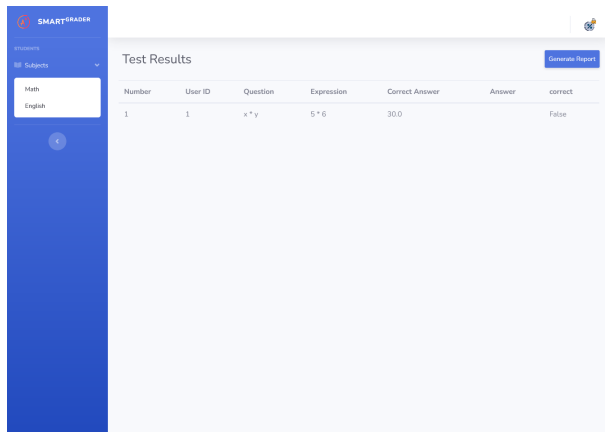 SMARTGRADER
STUDENTS
Subjects
Math
English
Test Results
Generate Report
Number User ID Question Expression Correct Answer Answer correct
1 1 x * y 5 * 6 30.0 False